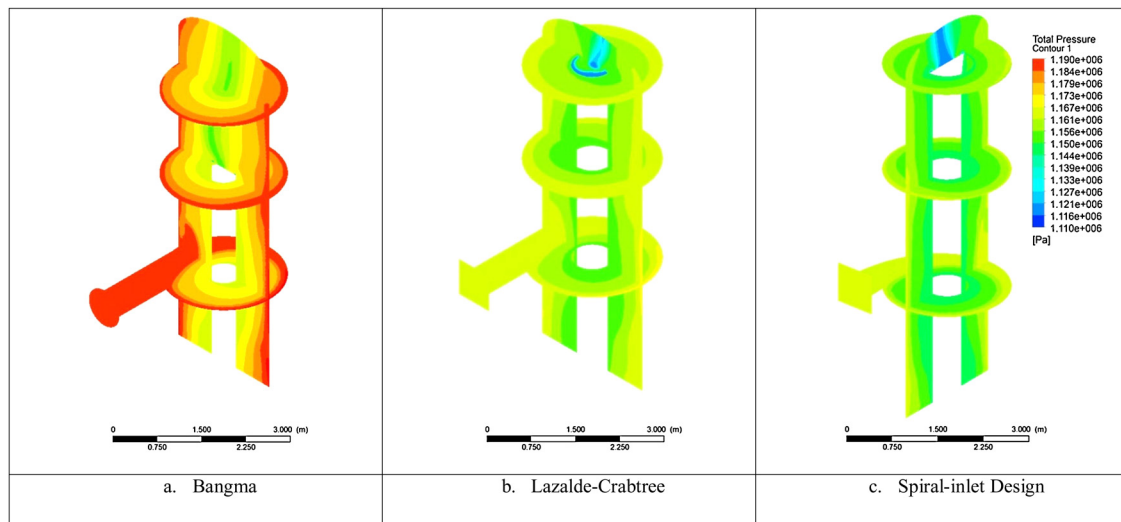 Total Pressure
Contour 1
1.190e+006
1.184e+006
1.179e+006
1.173e+006
1.167e+006
1.161e+006
1.156e+006
1.150e+006
1.144e+006
1.139e+006
1.133e+006
1.127e+006
1.121e+006
1.116e+006
1.110e+006
[Pa]
0 1.500 3.000 (m)
0.750 2.250
0 1.500 3.000 (m)
0.750 2.250
0 1.500 3.000 (m)
0.750 2.250
a. Bangma
b. Lazalde-Crabtree
c. Spiral-inlet Design